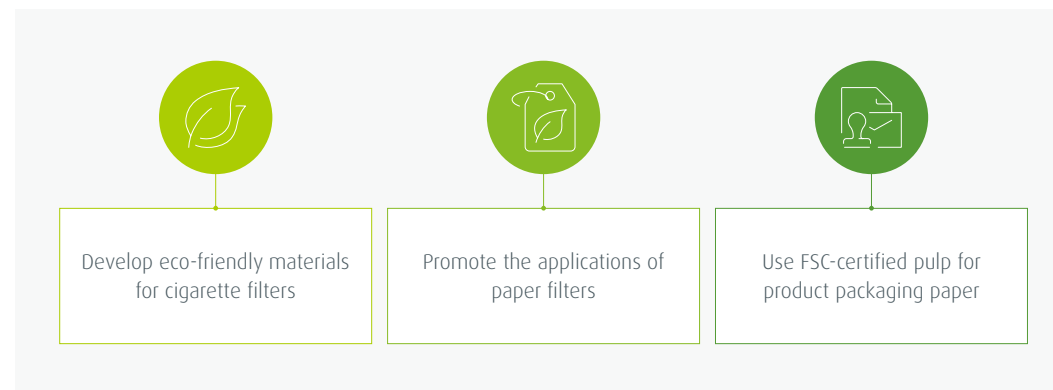 Develop eco-friendly materials
for cigarette filters
Promote the applications of
paper filters
Use FSC-certified pulp for
product packaging paper